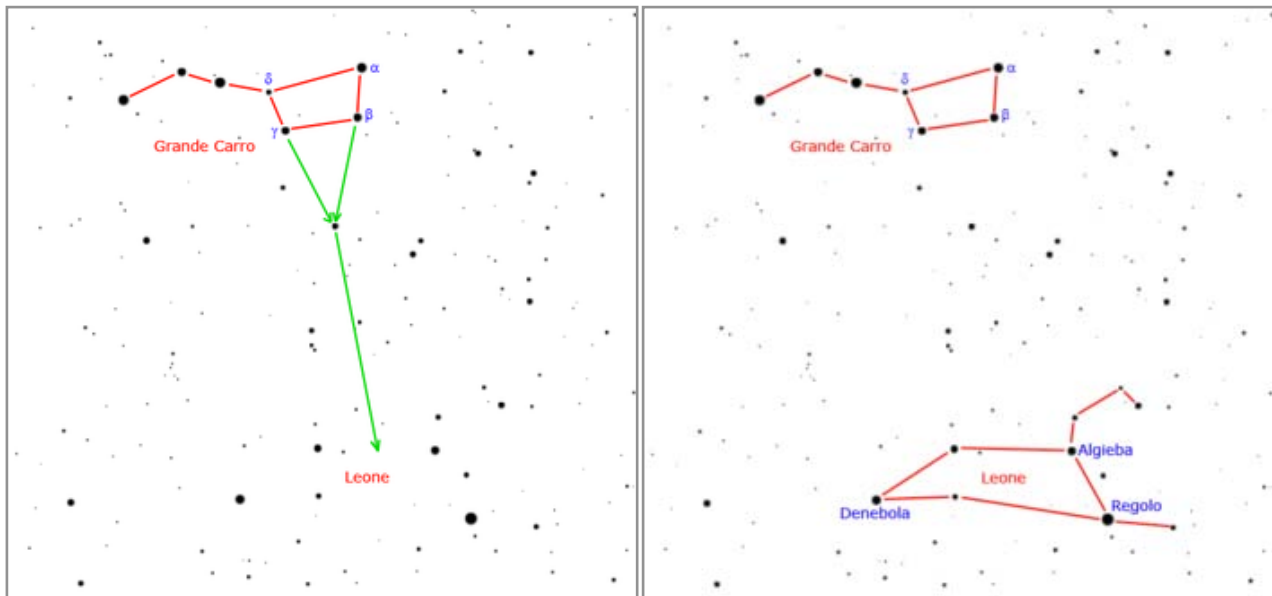 δ
α
β
γ
Grande Carro
Leone
δ
α
β
γ
Grande Carro
Algieba
Leone
Regolo
Denebola